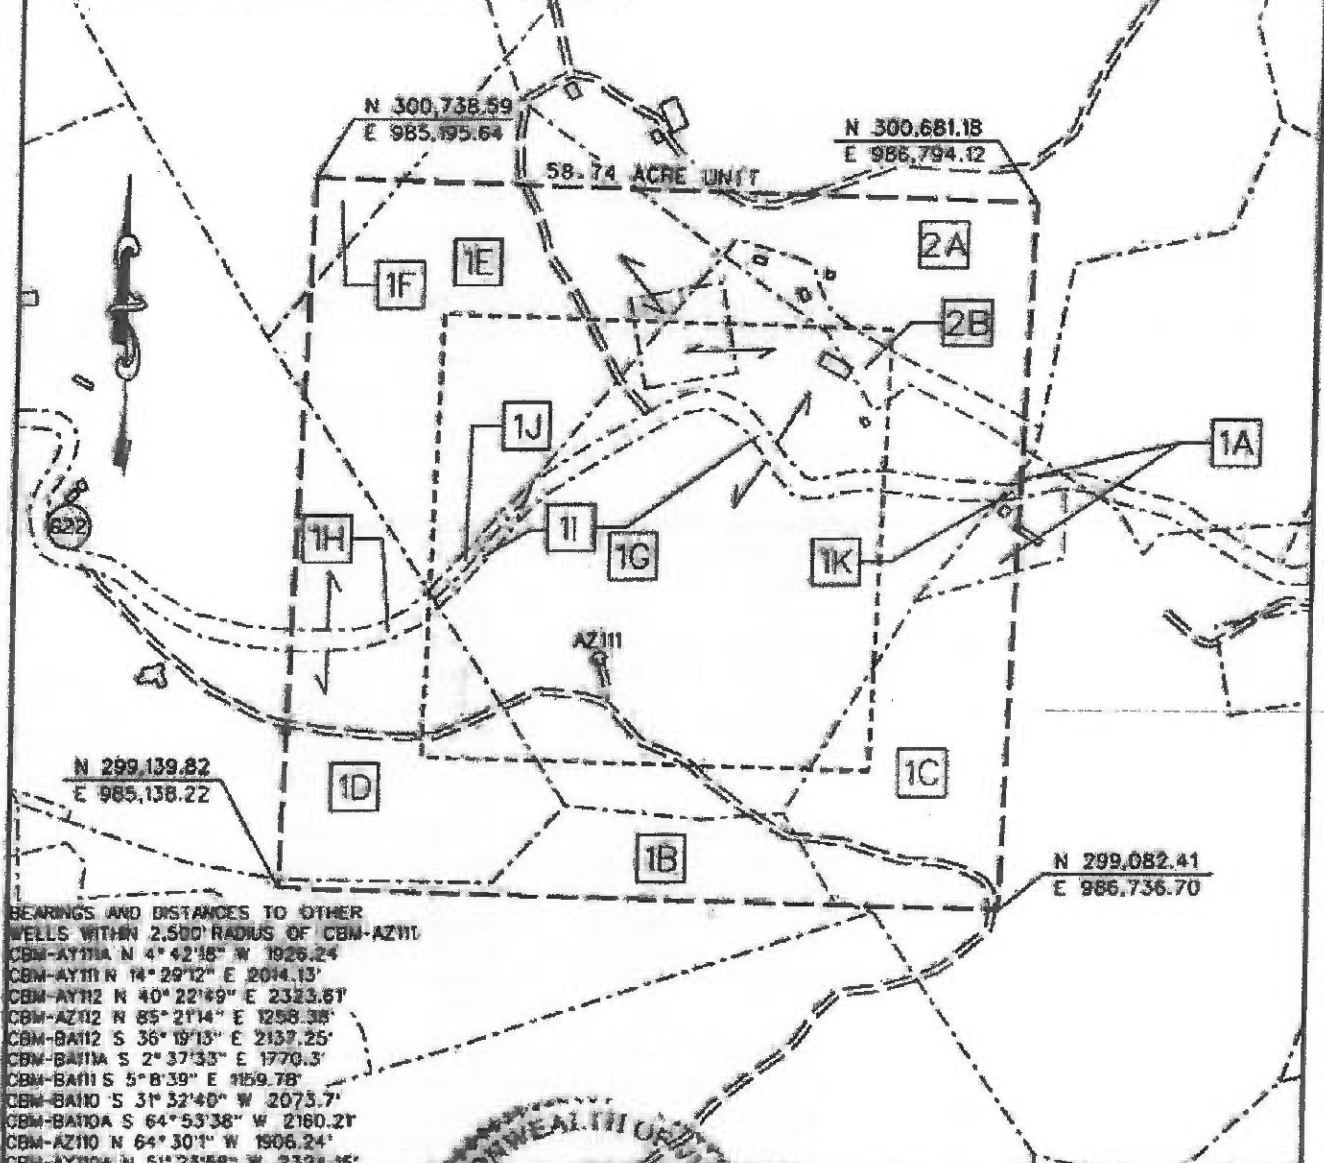 N 300,738.59
E 985,195.64
N 300,681.18
E 986,794.12
58.74 ACRE UNIT
2A
1E
1F
2B
1J
1A
622
1H
1I
1G
1K
AZ111
N 299,139.82
E 985,138.22
1D
1C
1B
N 299,082.41
E 986,736.70
BEARINGS AND DISTANCES TO OTHER
WELLS WITHIN 2,500' RADIUS OF CBM-AZ111
CBM-AY111A N 4°42'18" W 1926.24'
CBM-AY111 N 14°29'12" E 2014.13'
CBM-AY112 N 40°22'49" E 2323.61'
CBM-AZ112 N 85°21'14" E 1258.38'
CBM-BA112 S 36°19'13" E 2137.25'
CBM-BA111A S 2°37'33" E 1770.3'
CBM-BA111 S 5°8'39" E 1159.78'
CBM-BA110 S 31°32'40" W 2073.7'
CBM-BA110A S 64°53'38" W 2160.21'
CBM-AZ110 N 64°30'1" W 1906.24'
WEALTH OF